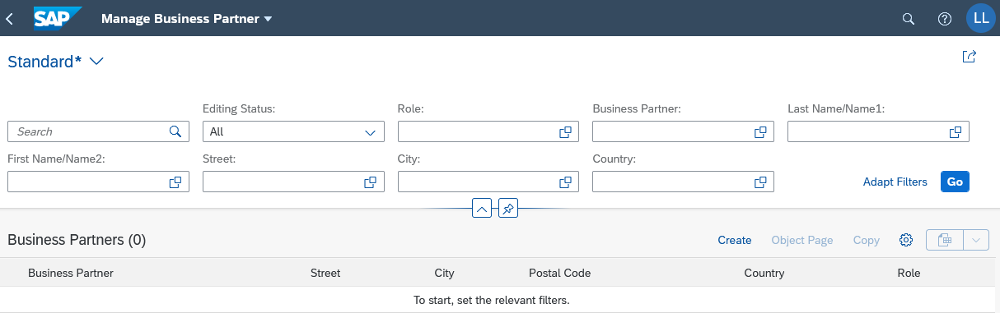 SAP Manage Business Partner LL
Standard*
Editing Status: Role: Business Partner: Last Name/Name1:
Search All
First Name/Name2: Street: City: Country:
Adapt Filters Go
Business Partners (0) Create Object Page Copy
Business Partner Street City Postal Code Country Role
To start, set the relevant filters.